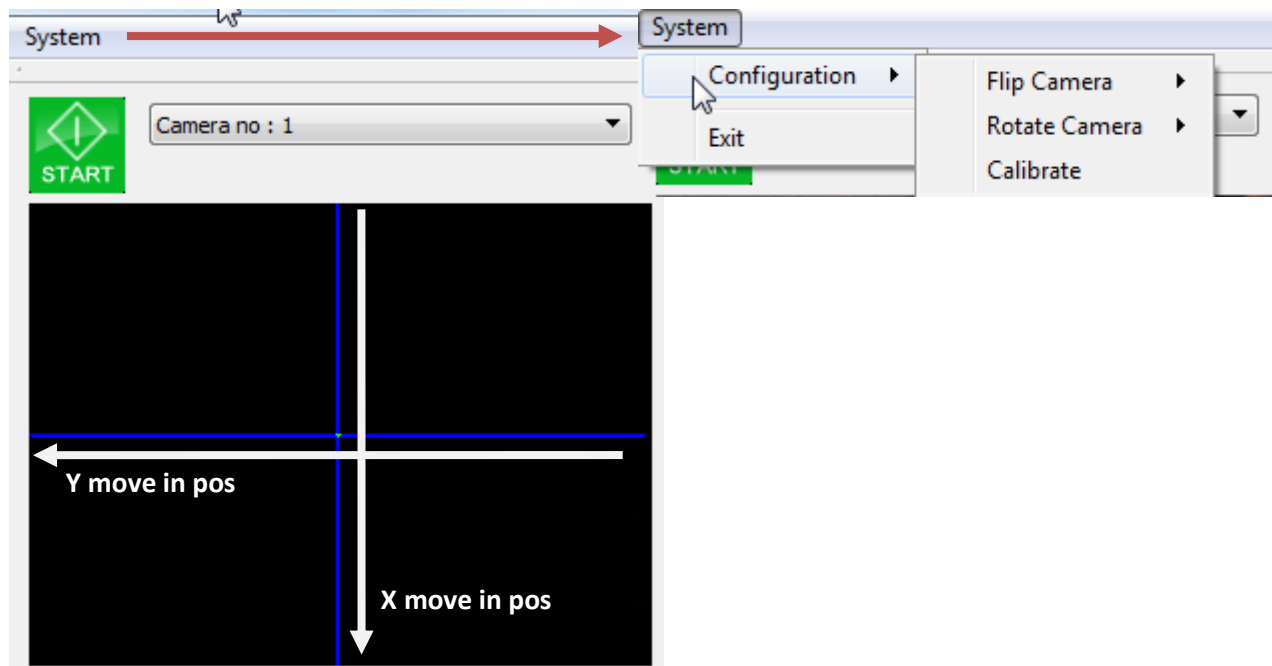 System
Camera no : 1
START
System
Configuration
Exit
Flip Camera
Rotate Camera
Calibrate
START
Y move in pos
X move in pos